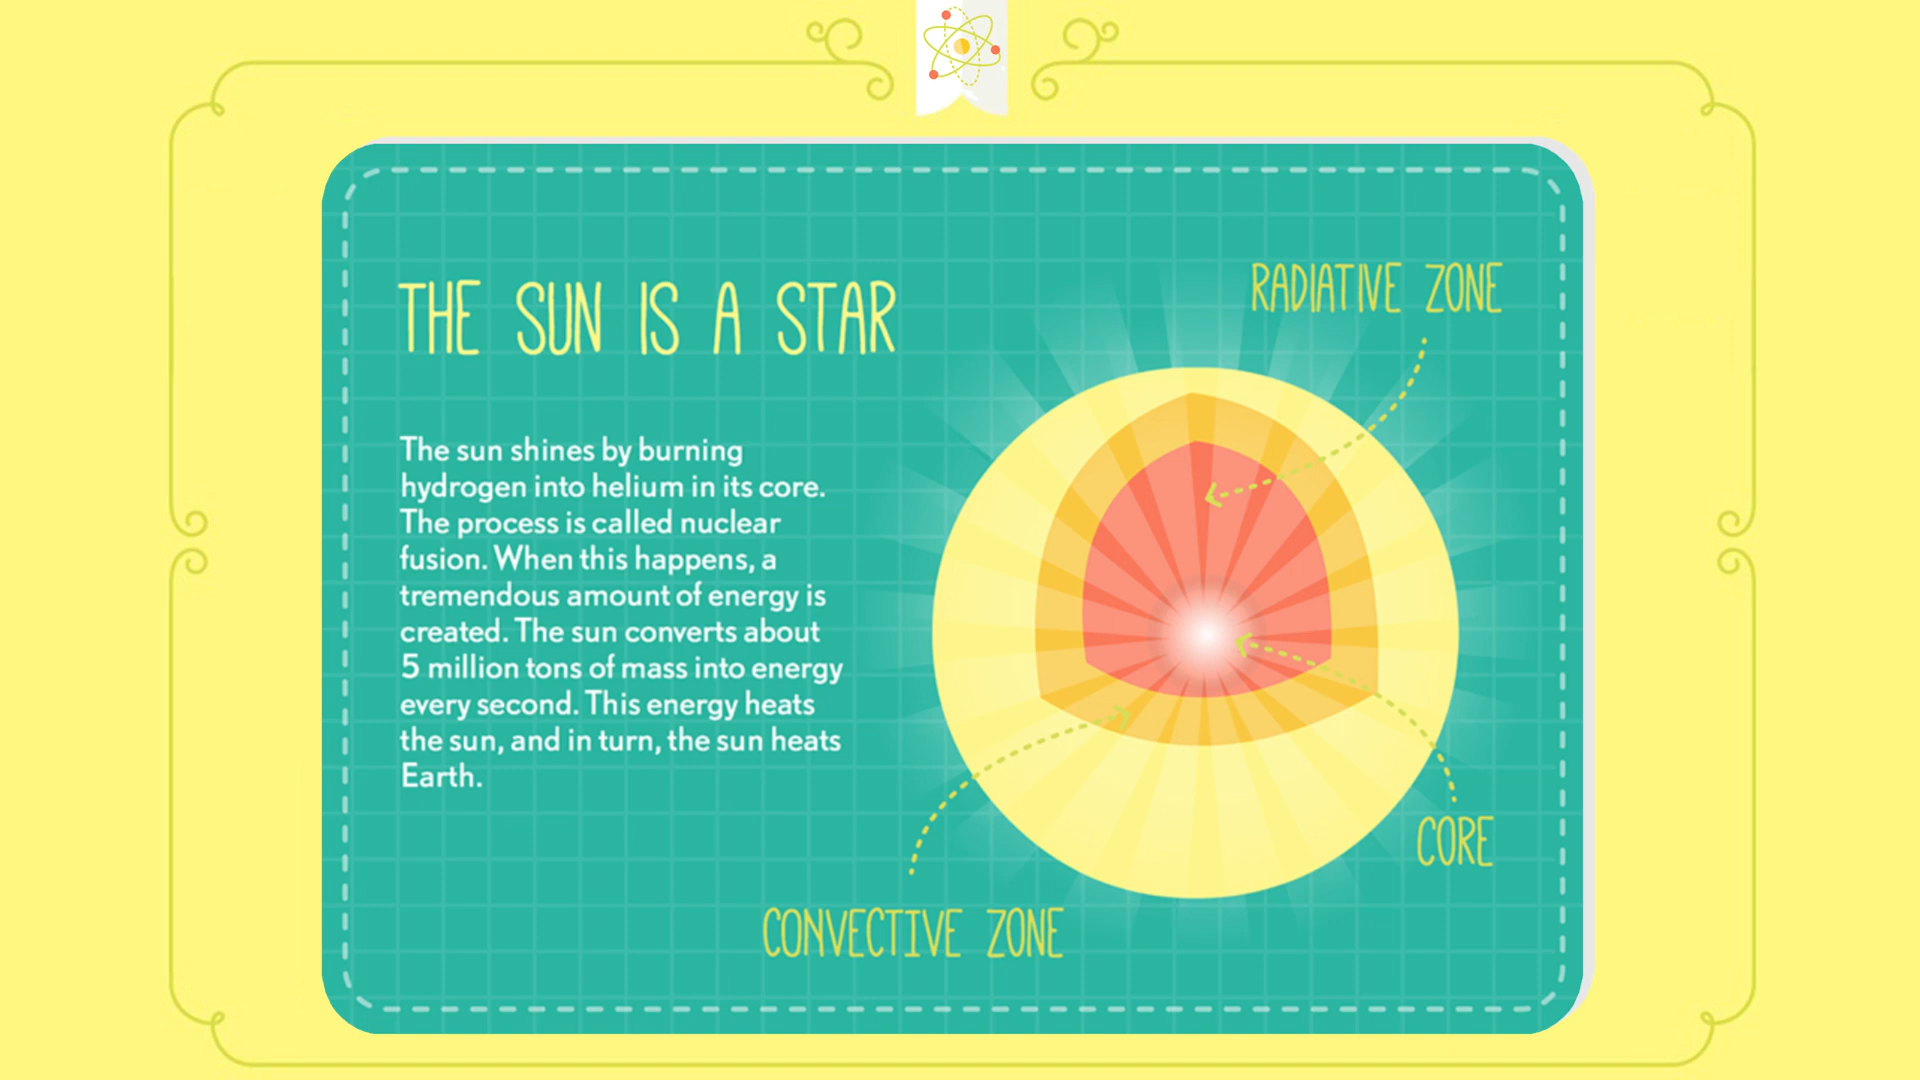 THE SUN IS A STAR
RADIATIVE ZONE
The sun shines by burning
hydrogen into helium in its core.
The process is called nuclear
fusion. When this happens, a
tremendous amount of energy is
created. The sun converts about
5 million tons of mass into energy
every second. This energy heats
the sun, and in turn, the sun heats
Earth.
CORE
CONVECTIVE ZONE